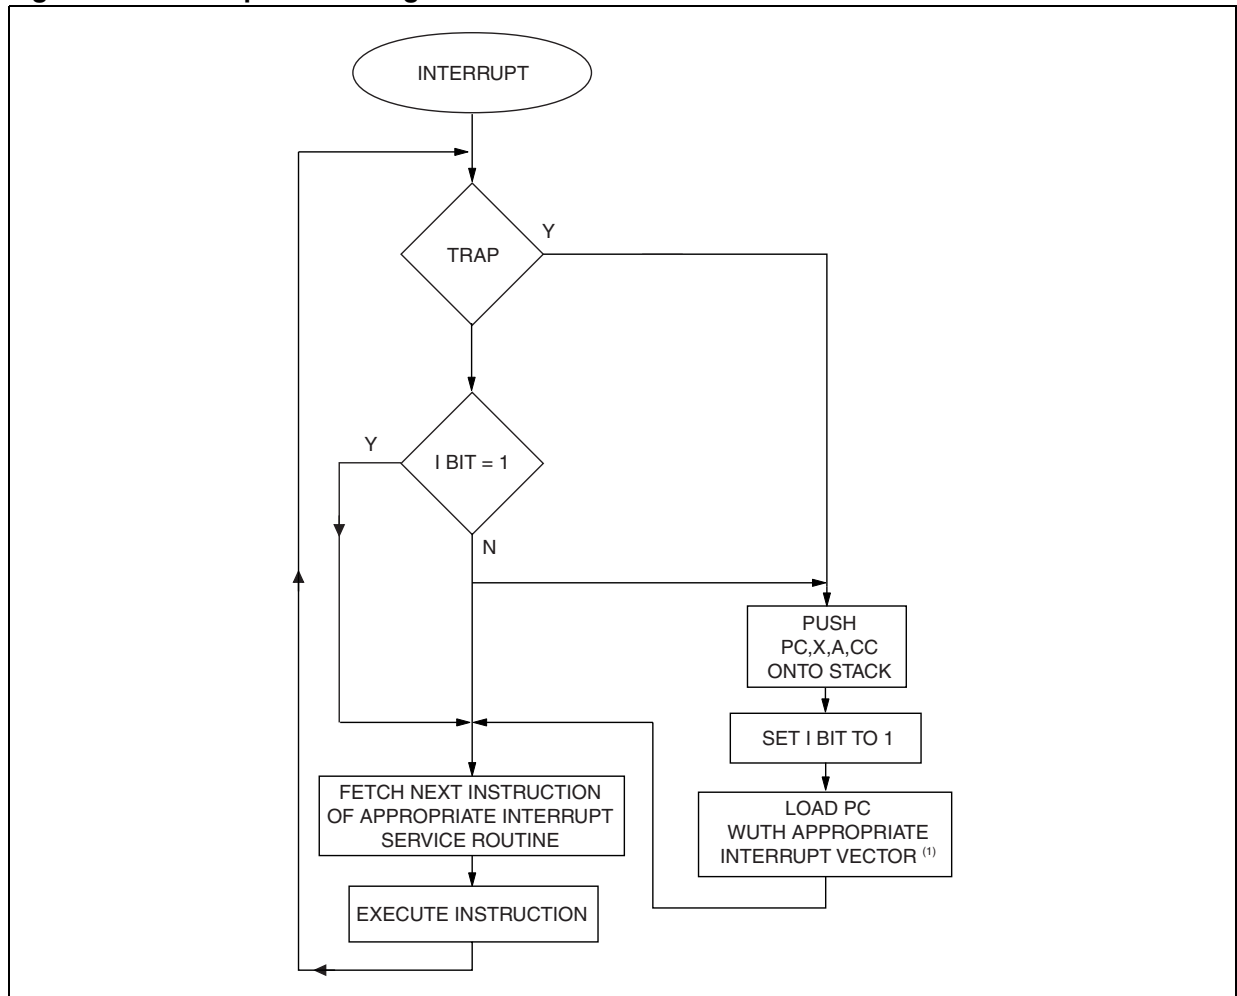 INTERRUPT
Y
TRAP
Y
I BIT = 1
N
PUSH
PC,X,A,CC
ONTO STACK
SET I BIT TO 1
FETCH NEXT INSTRUCTION
OF APPROPRIATE INTERRUPT
SERVICE ROUTINE
LOAD PC
WUTH APPROPRIATE
INTERRUPT VECTOR (1)
EXECUTE INSTRUCTION